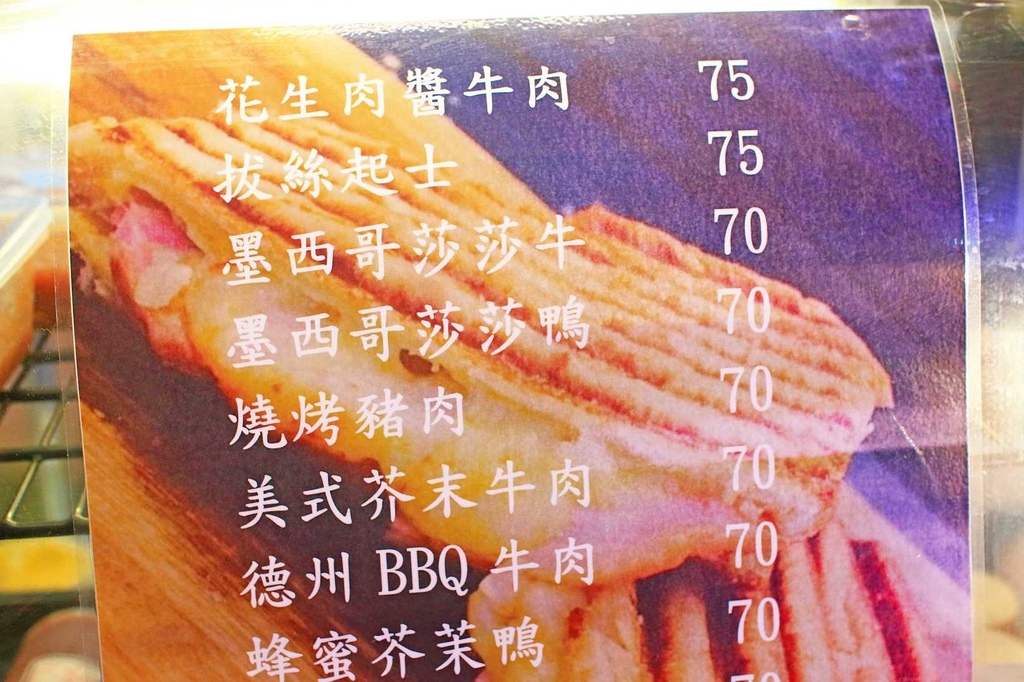 花生肉醬牛肉 75
拔絲起士 75
墨西哥莎莎牛 70
墨西哥莎莎鴨 70
燒烤豬肉 70
美式芥末牛肉 70
德州 BBQ 牛肉 70
蜂蜜芥茉鴨 70
70